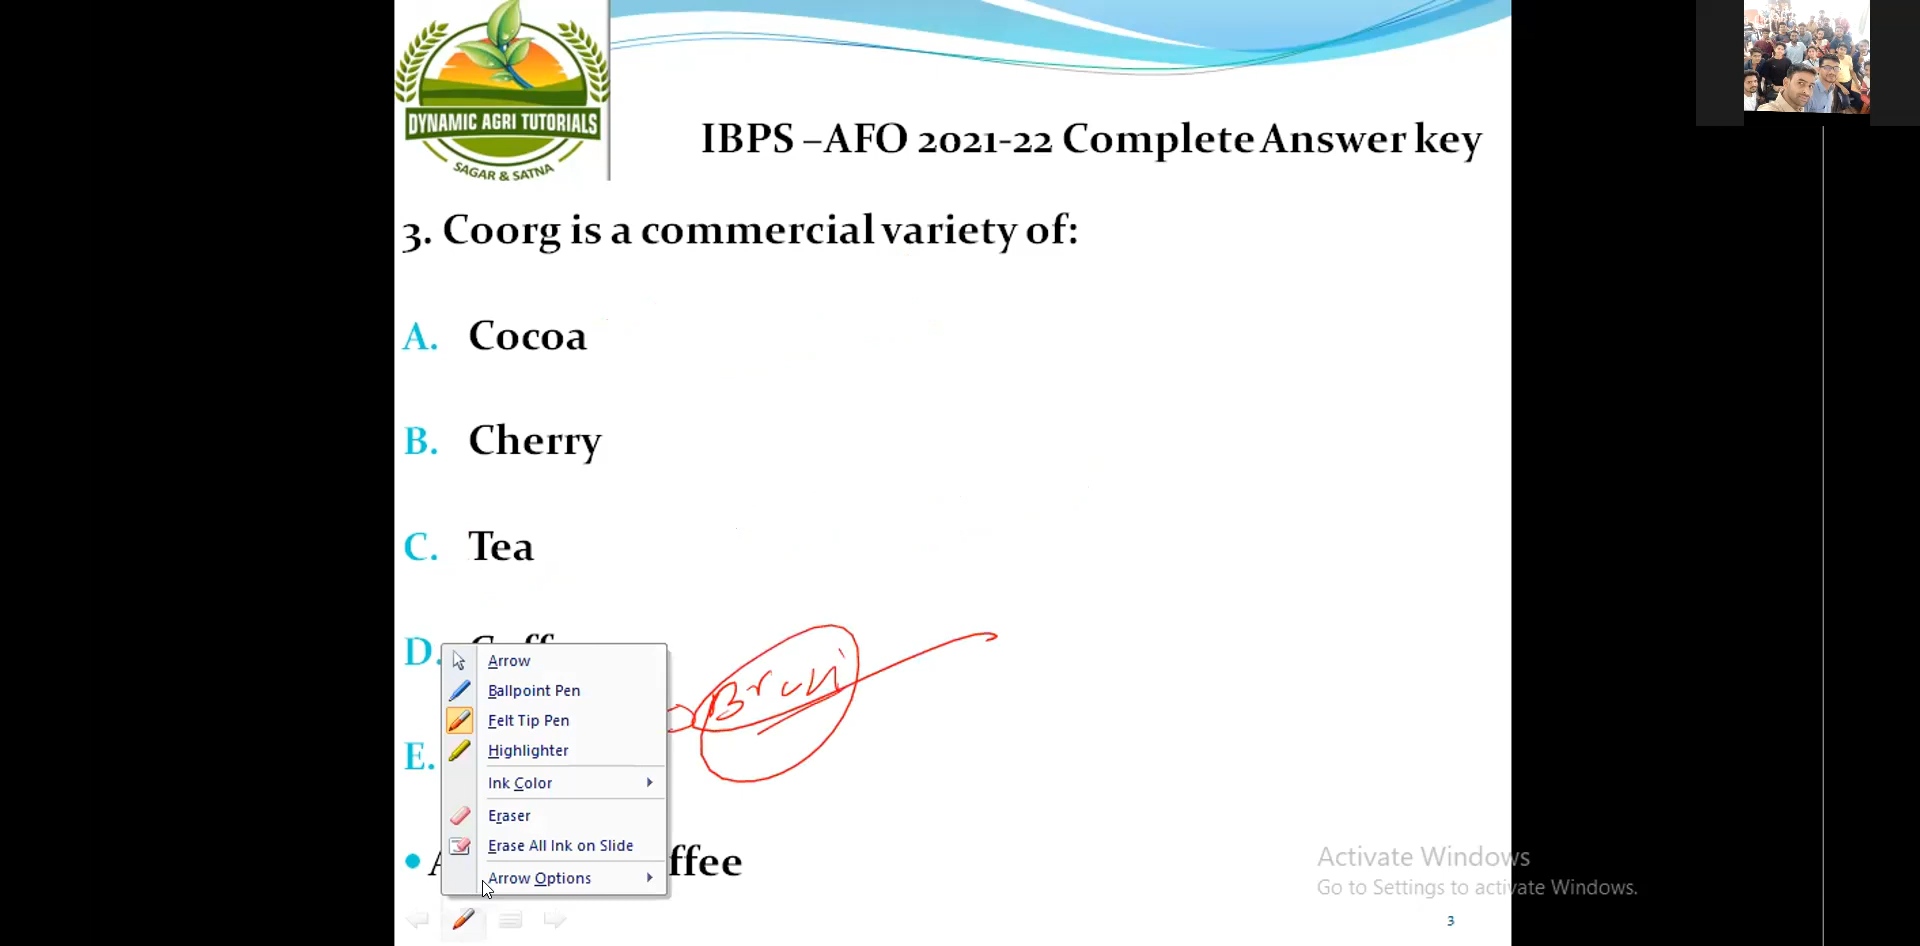 DYNAMIC AGRI TUTORIALS
SAGAR & SATNA
IBPS –AFO 2021-22 Complete Answer key
3. Coorg is a commercial variety of:
A. Cocoa
B. Cherry
C. Tea
D.
E.
Arrow
Ballpoint Pen
Felt Tip Pen
Highlighter
Ink Color
Eraser
Erase All Ink on Slide
Arrow Options
ffee
Activate Windows
Go to Settings to activate Windows.
3